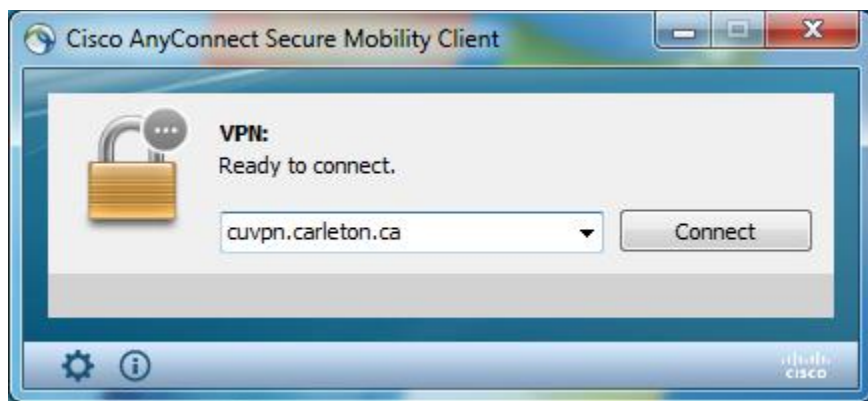 Cisco AnyConnect Secure Mobility Client
VPN:
Ready to connect.
cuvpn.carleton.ca
Connect
cisco